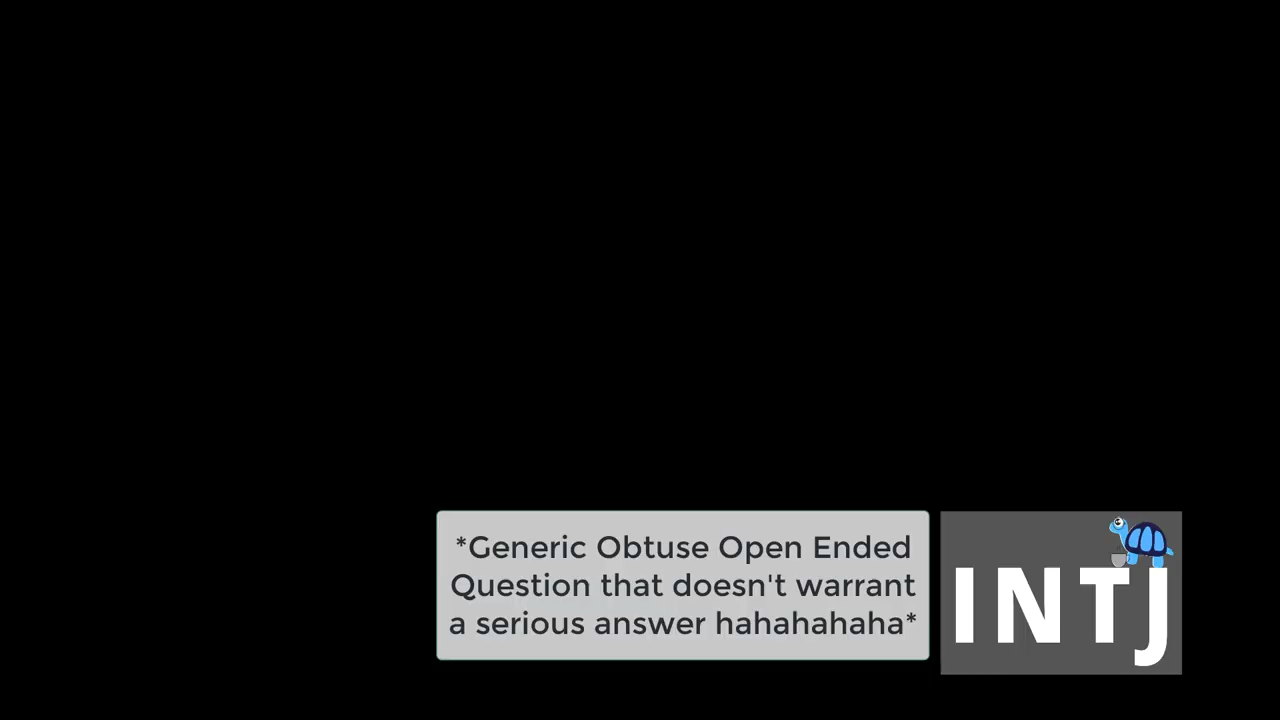 *Generic Obtuse Open Ended
Question that doesn't warrant
a serious answer hahahahaha*
INTJ